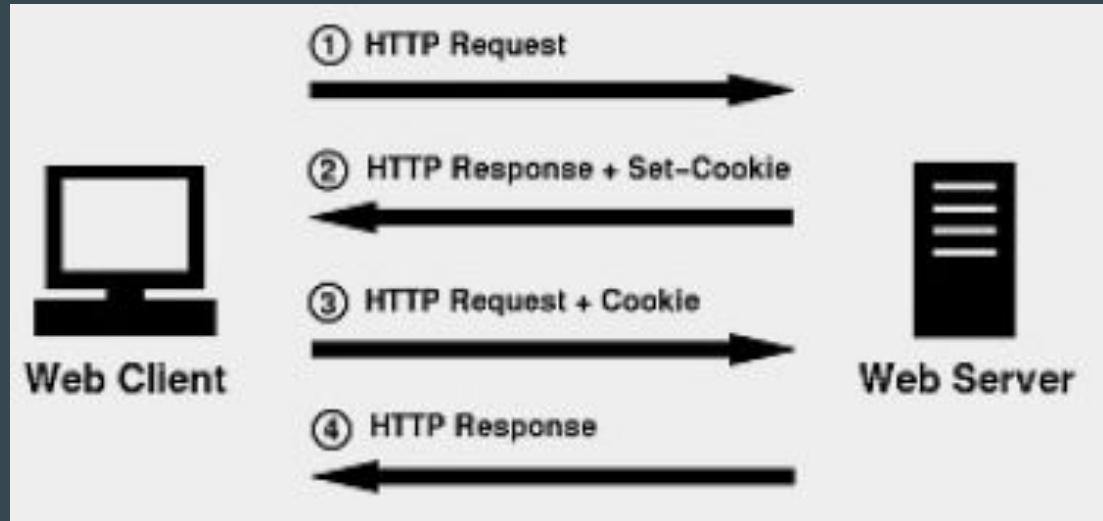 ① HTTP Request
② HTTP Response + Set-Cookie
③ HTTP Request + Cookie
Web Client
Web Server
④ HTTP Response